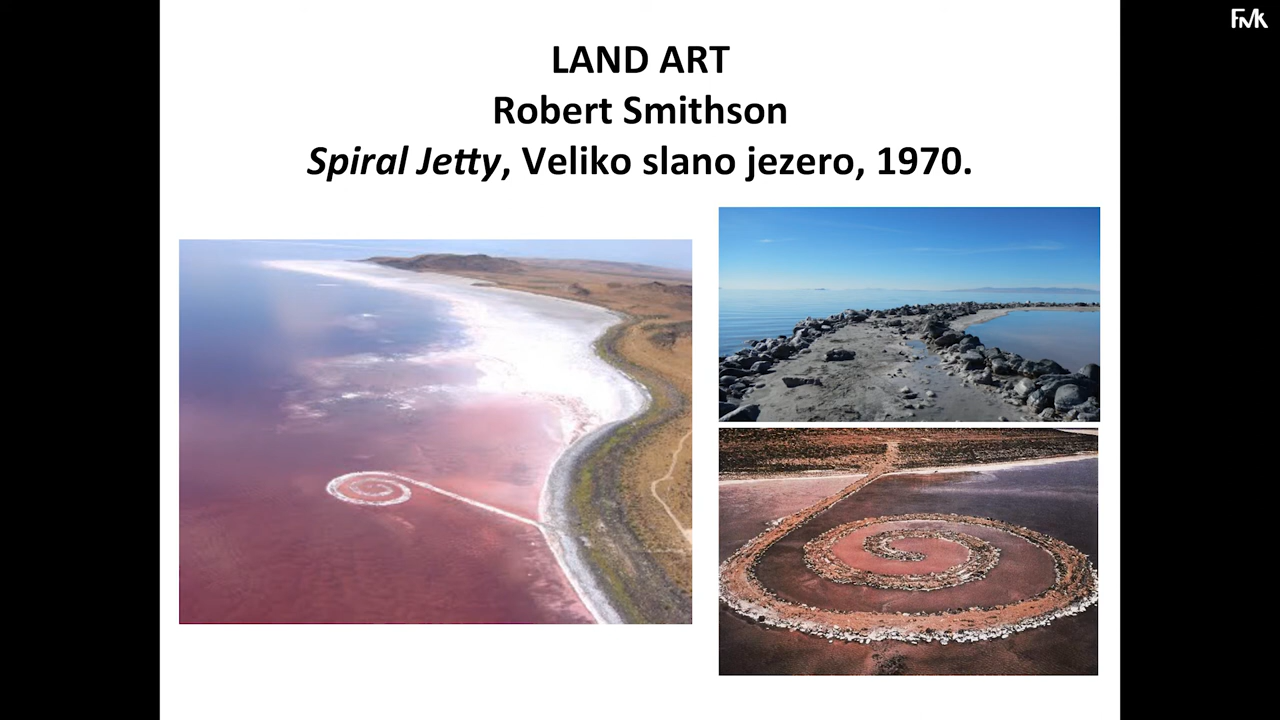 FMK
LAND ART
Robert Smithson
Spiral Jetty, Veliko slano jezero, 1970.